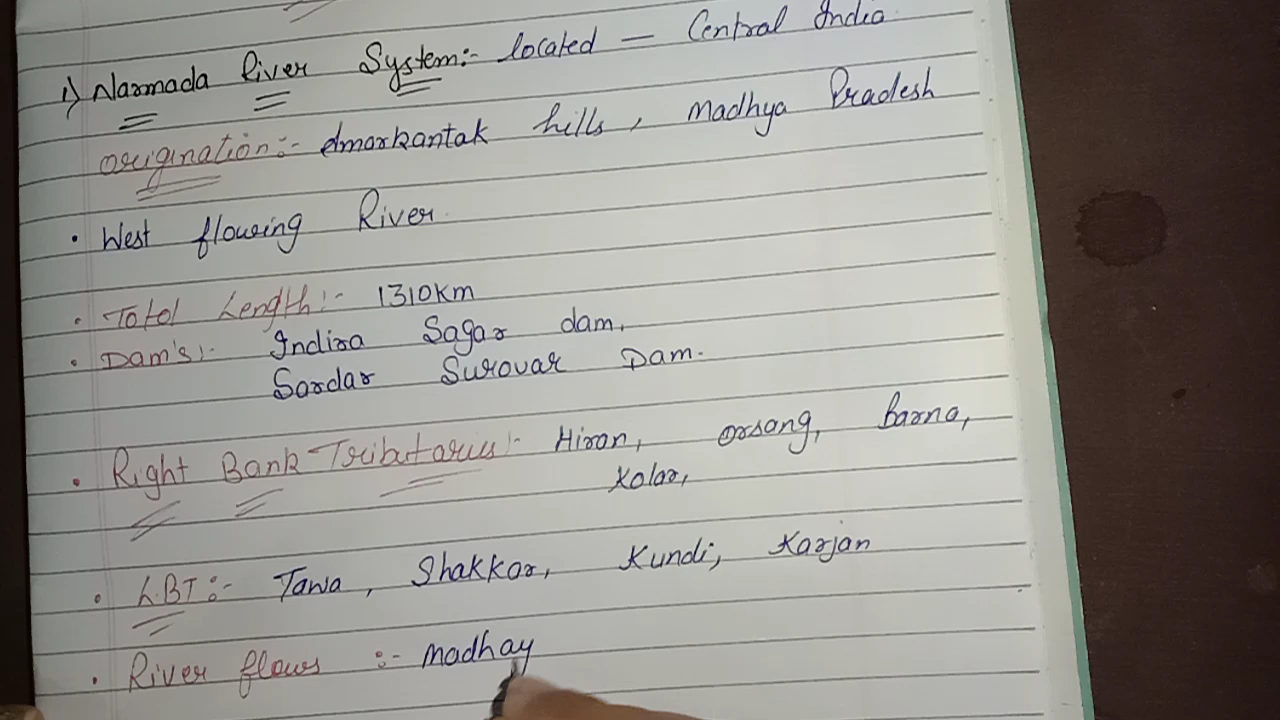 1) Narmada River System:- located — Central India
origination:- Amarkantak hills, Madhya Pradesh
• West flowing River.
• Total Length:- 1310km
• Dam's:- Indira Sagar dam,
Sardar Surovar Dam.
• Right Bank Tributaries:- Hiran, orsang, Barna,
Kolar,
• LBT:- Tawa, Shakkar, Kundi, Karjan
• River flows :- Madhay